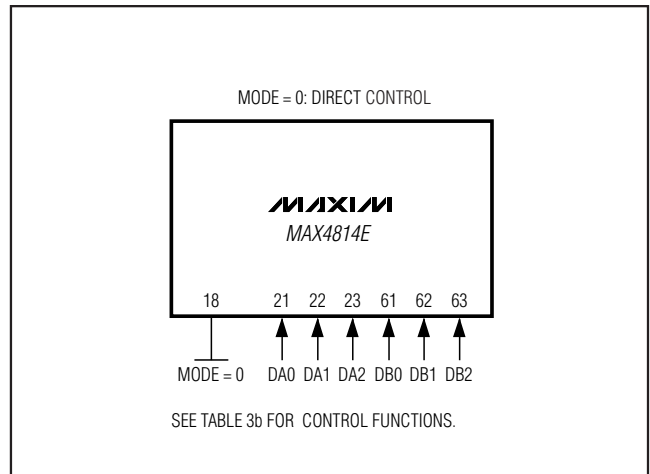 MODE = 0: DIRECT CONTROL
MAXIM
MAX4814E
18 21 22 23 61 62 63
MODE = 0 DA0 DA1 DA2 DB0 DB1 DB2
SEE TABLE 3b FOR CONTROL FUNCTIONS.